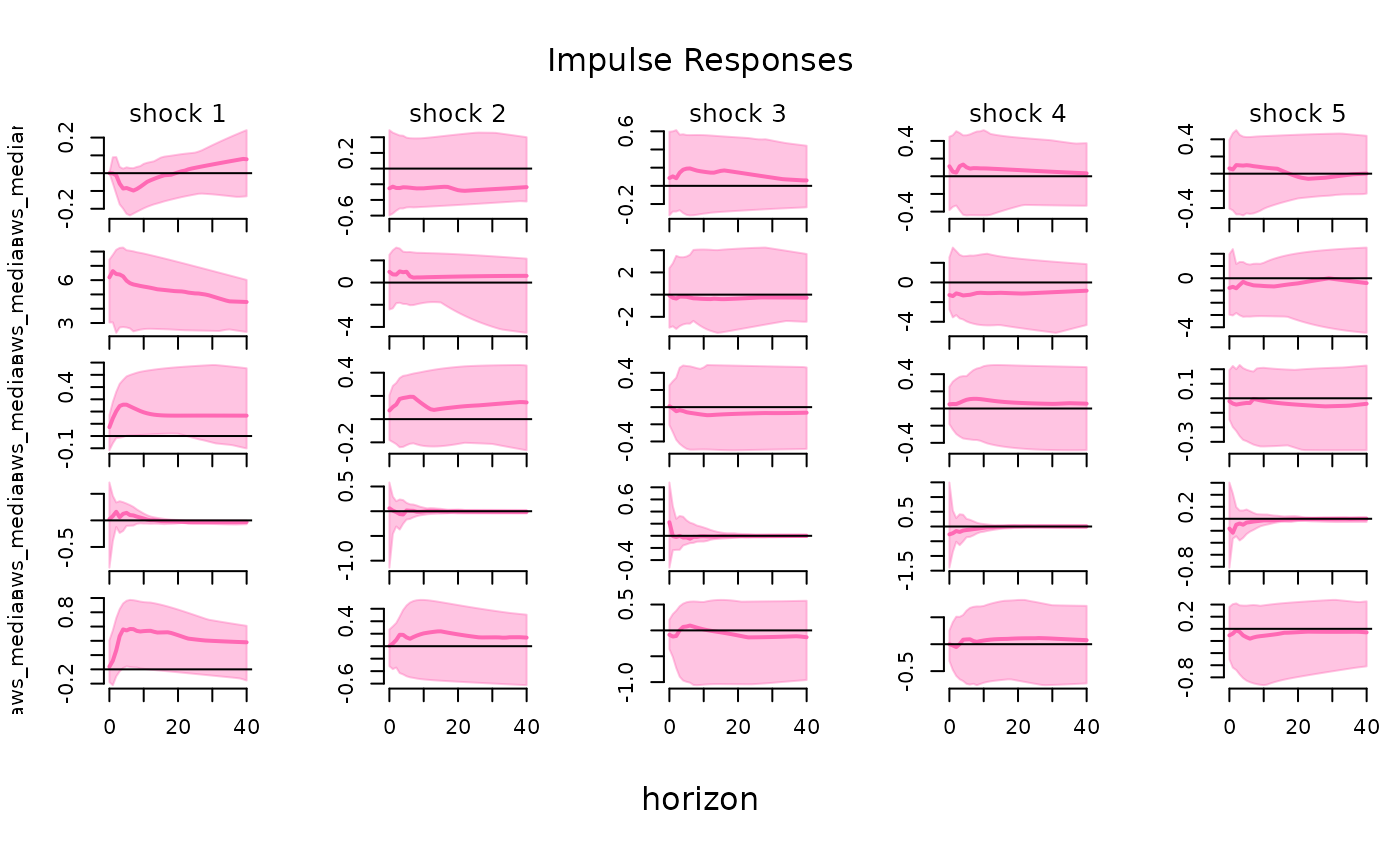 Impulse Responses
shock 1 shock 2 shock 3 shock 4 shock 5
0.2 -0.2 0.2 -0.6 0.6 -0.2 0.4 -0.4 0.4 -0.4
6 3 0 -4 2 -2 0 -4 0 -4
0.4 -0.1 0.4 -0.2 0.4 -0.4 0.4 -0.4 0.1 -0.3
-0.5 0.5 -1.0 0.6 -0.4 0.5 -1.5 0.2 -0.8
0.8 -0.2 0.4 -0.6 0.5 -1.0 -0.5 0.2 -0.8
0 20 40 0 20 40 0 20 40 0 20 40 0 20 40
horizon